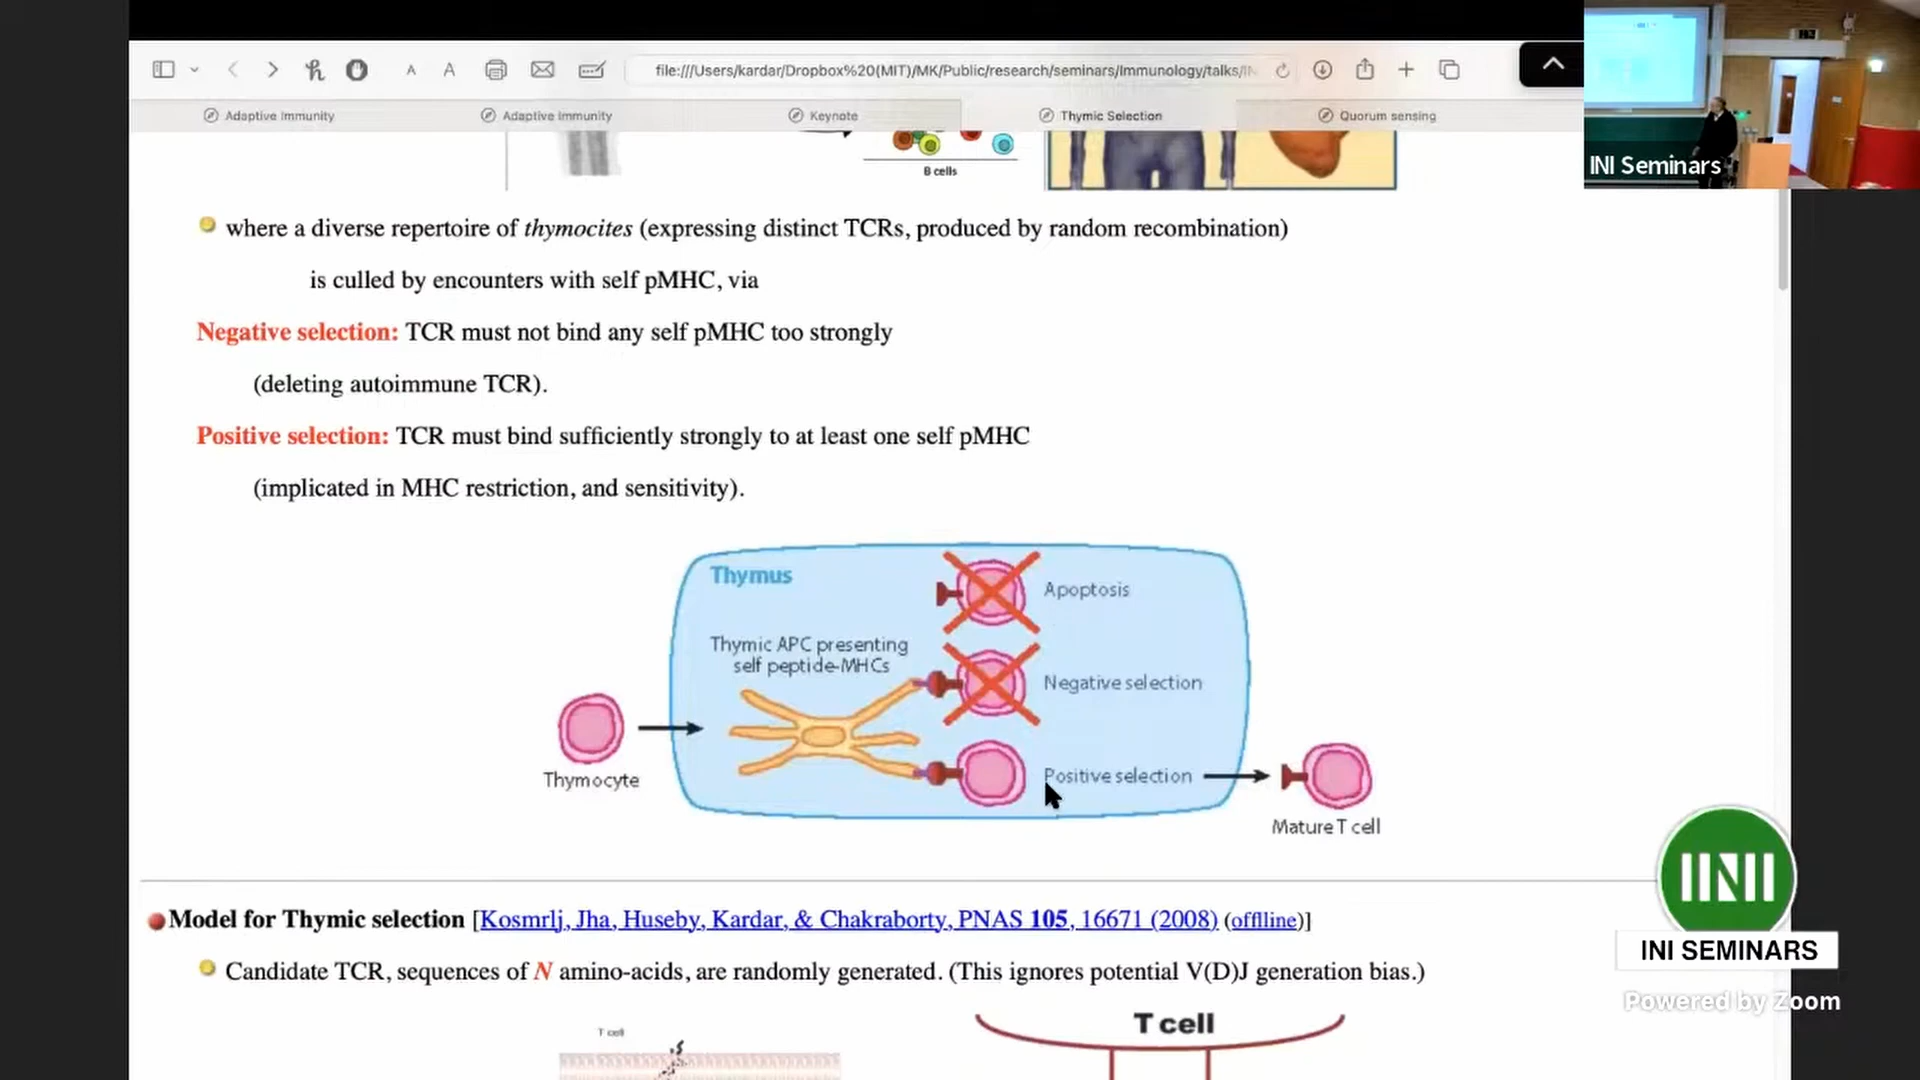 A A file:///Users/kardar/Dropbox%20(MIT)/MK/Public/research/seminars/Immunology/talks/
Adaptive Immunity
Adaptive Immunity
Keynote
Thymic Selection
Quorum sensing
INI Seminars
B cells
where a diverse repertoire of thymocites (expressing distinct TCRs, produced by random recombination)
is culled by encounters with self pMHC, via
Negative selection: TCR must not bind any self pMHC too strongly
(deleting autoimmune TCR).
Positive selection: TCR must bind sufficiently strongly to at least one self pMHC
(implicated in MHC restriction, and sensitivity).
Thymus
Apoptosis
Thymic APC presenting
self peptide-MHCs
Negative selection
Thymocyte
Positive selection
Mature T cell
Model for Thymic selection [Kosmrlj, Jha, Huseby, Kardar, & Chakraborty, PNAS 105, 16671 (2008) (offlline)]
Candidate TCR, sequences of N amino-acids, are randomly generated. (This ignores potential V(D)J generation bias.)
T cell
T cell
INI
INI SEMINARS
Powered by Zoom